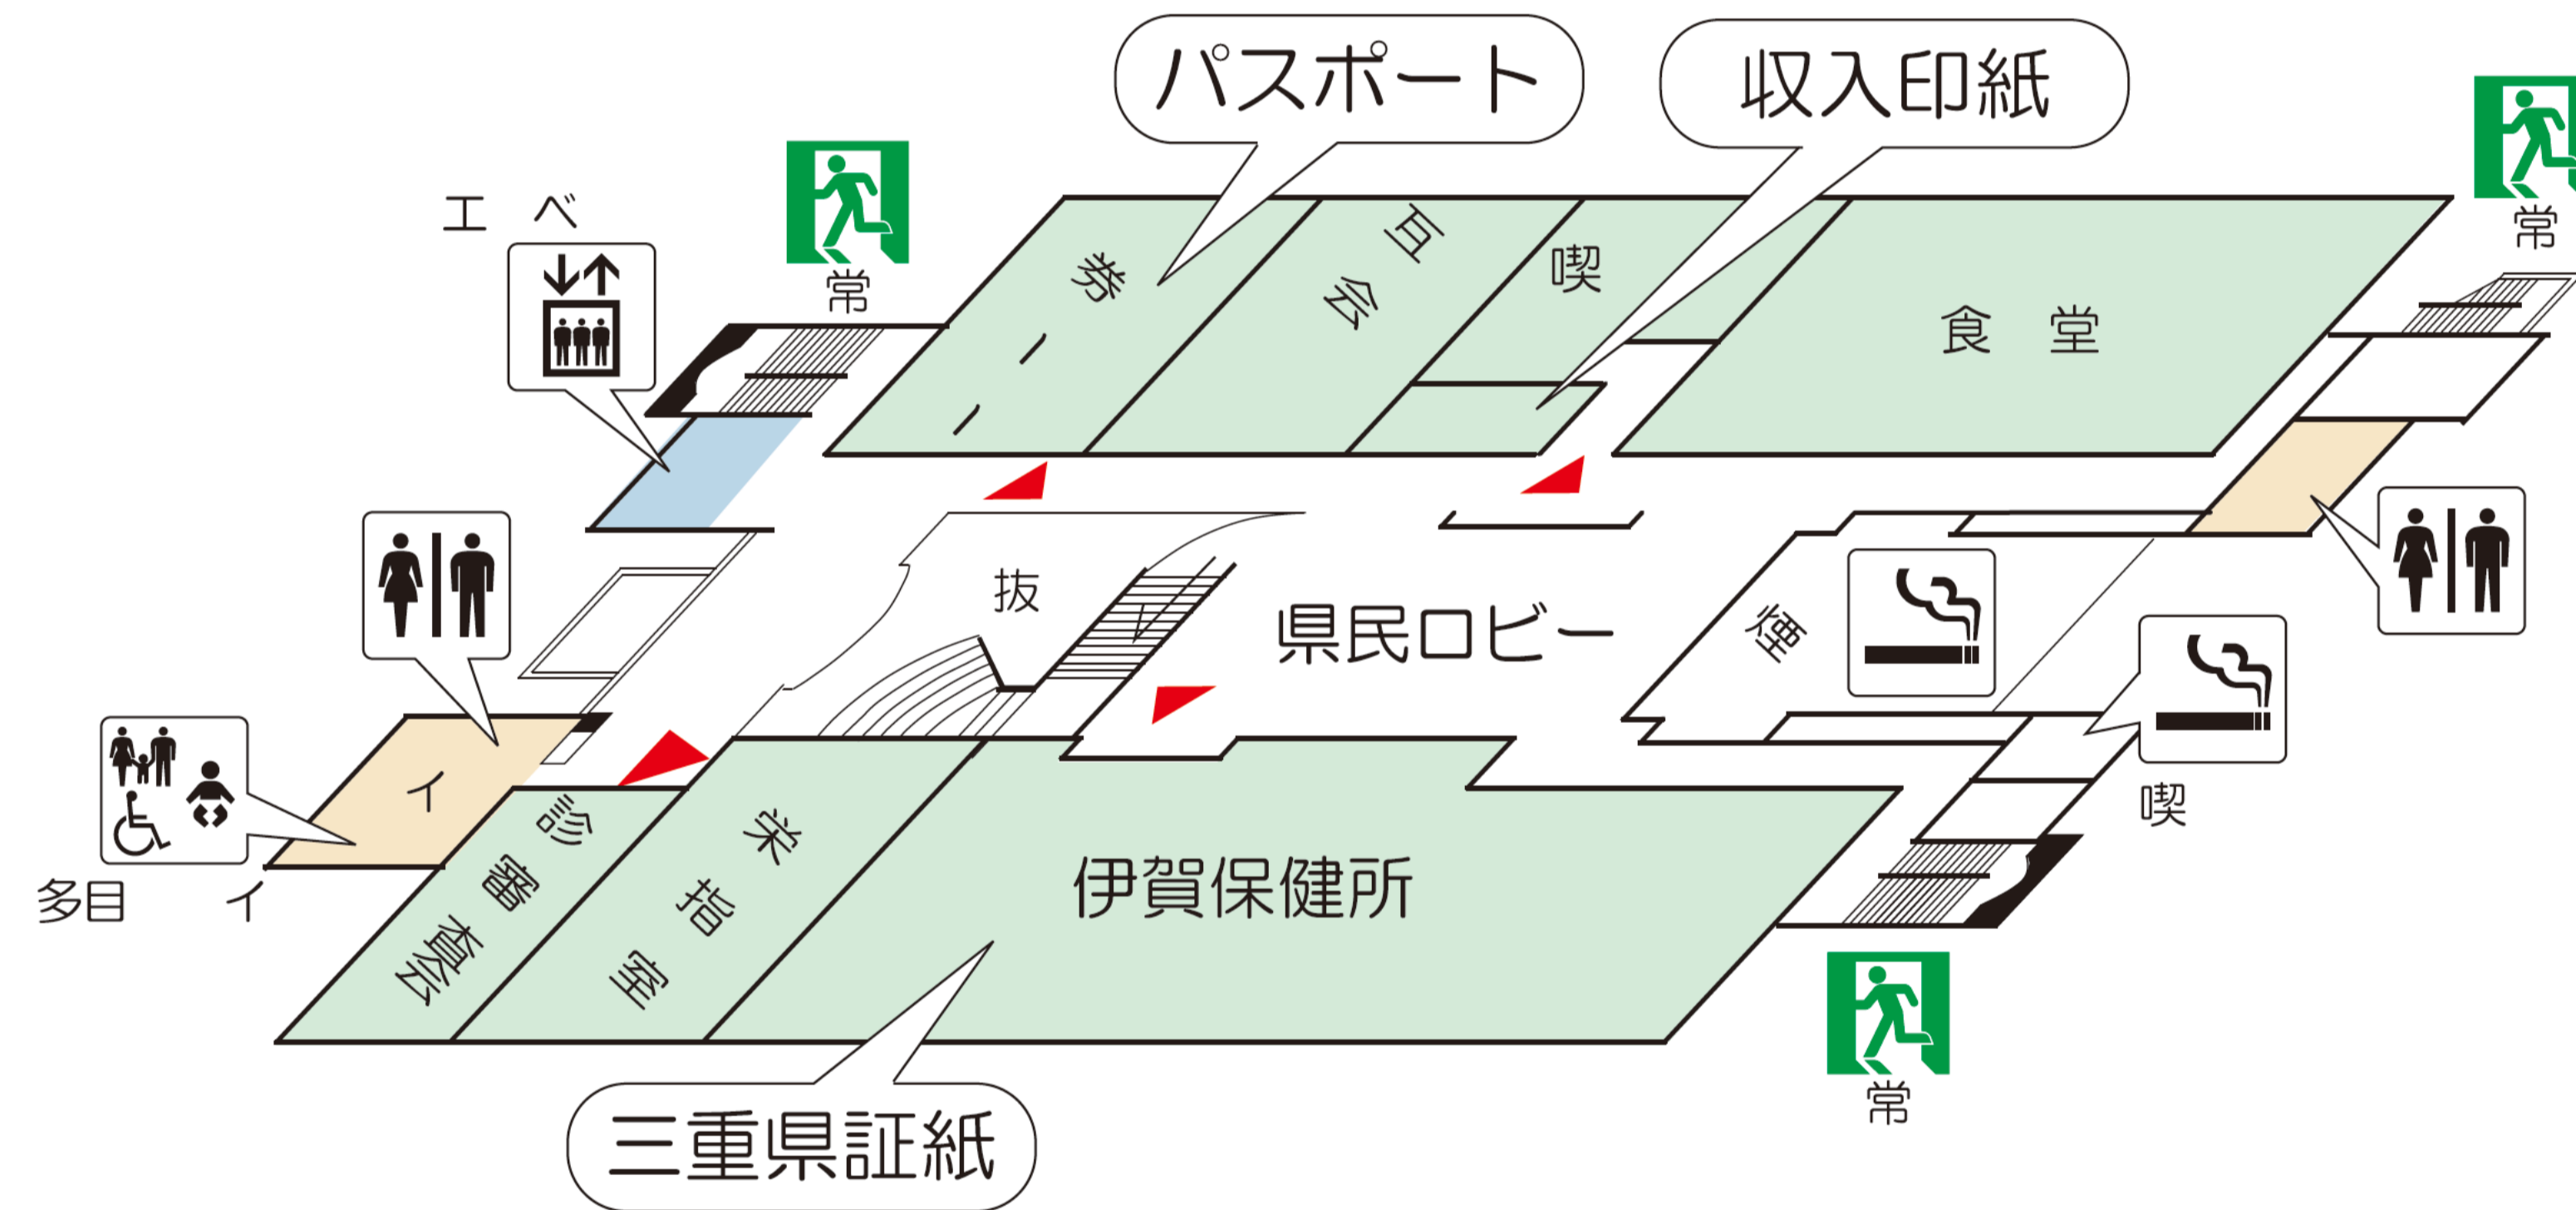 パスポート
収入印紙
エ ベ
常
常
券
互
会
喫
食 堂
抜
県民ロビー
煙
イ
喫
多目 イ
診
審
査
会
栄
指
室
伊賀保健所
常
三重県証紙